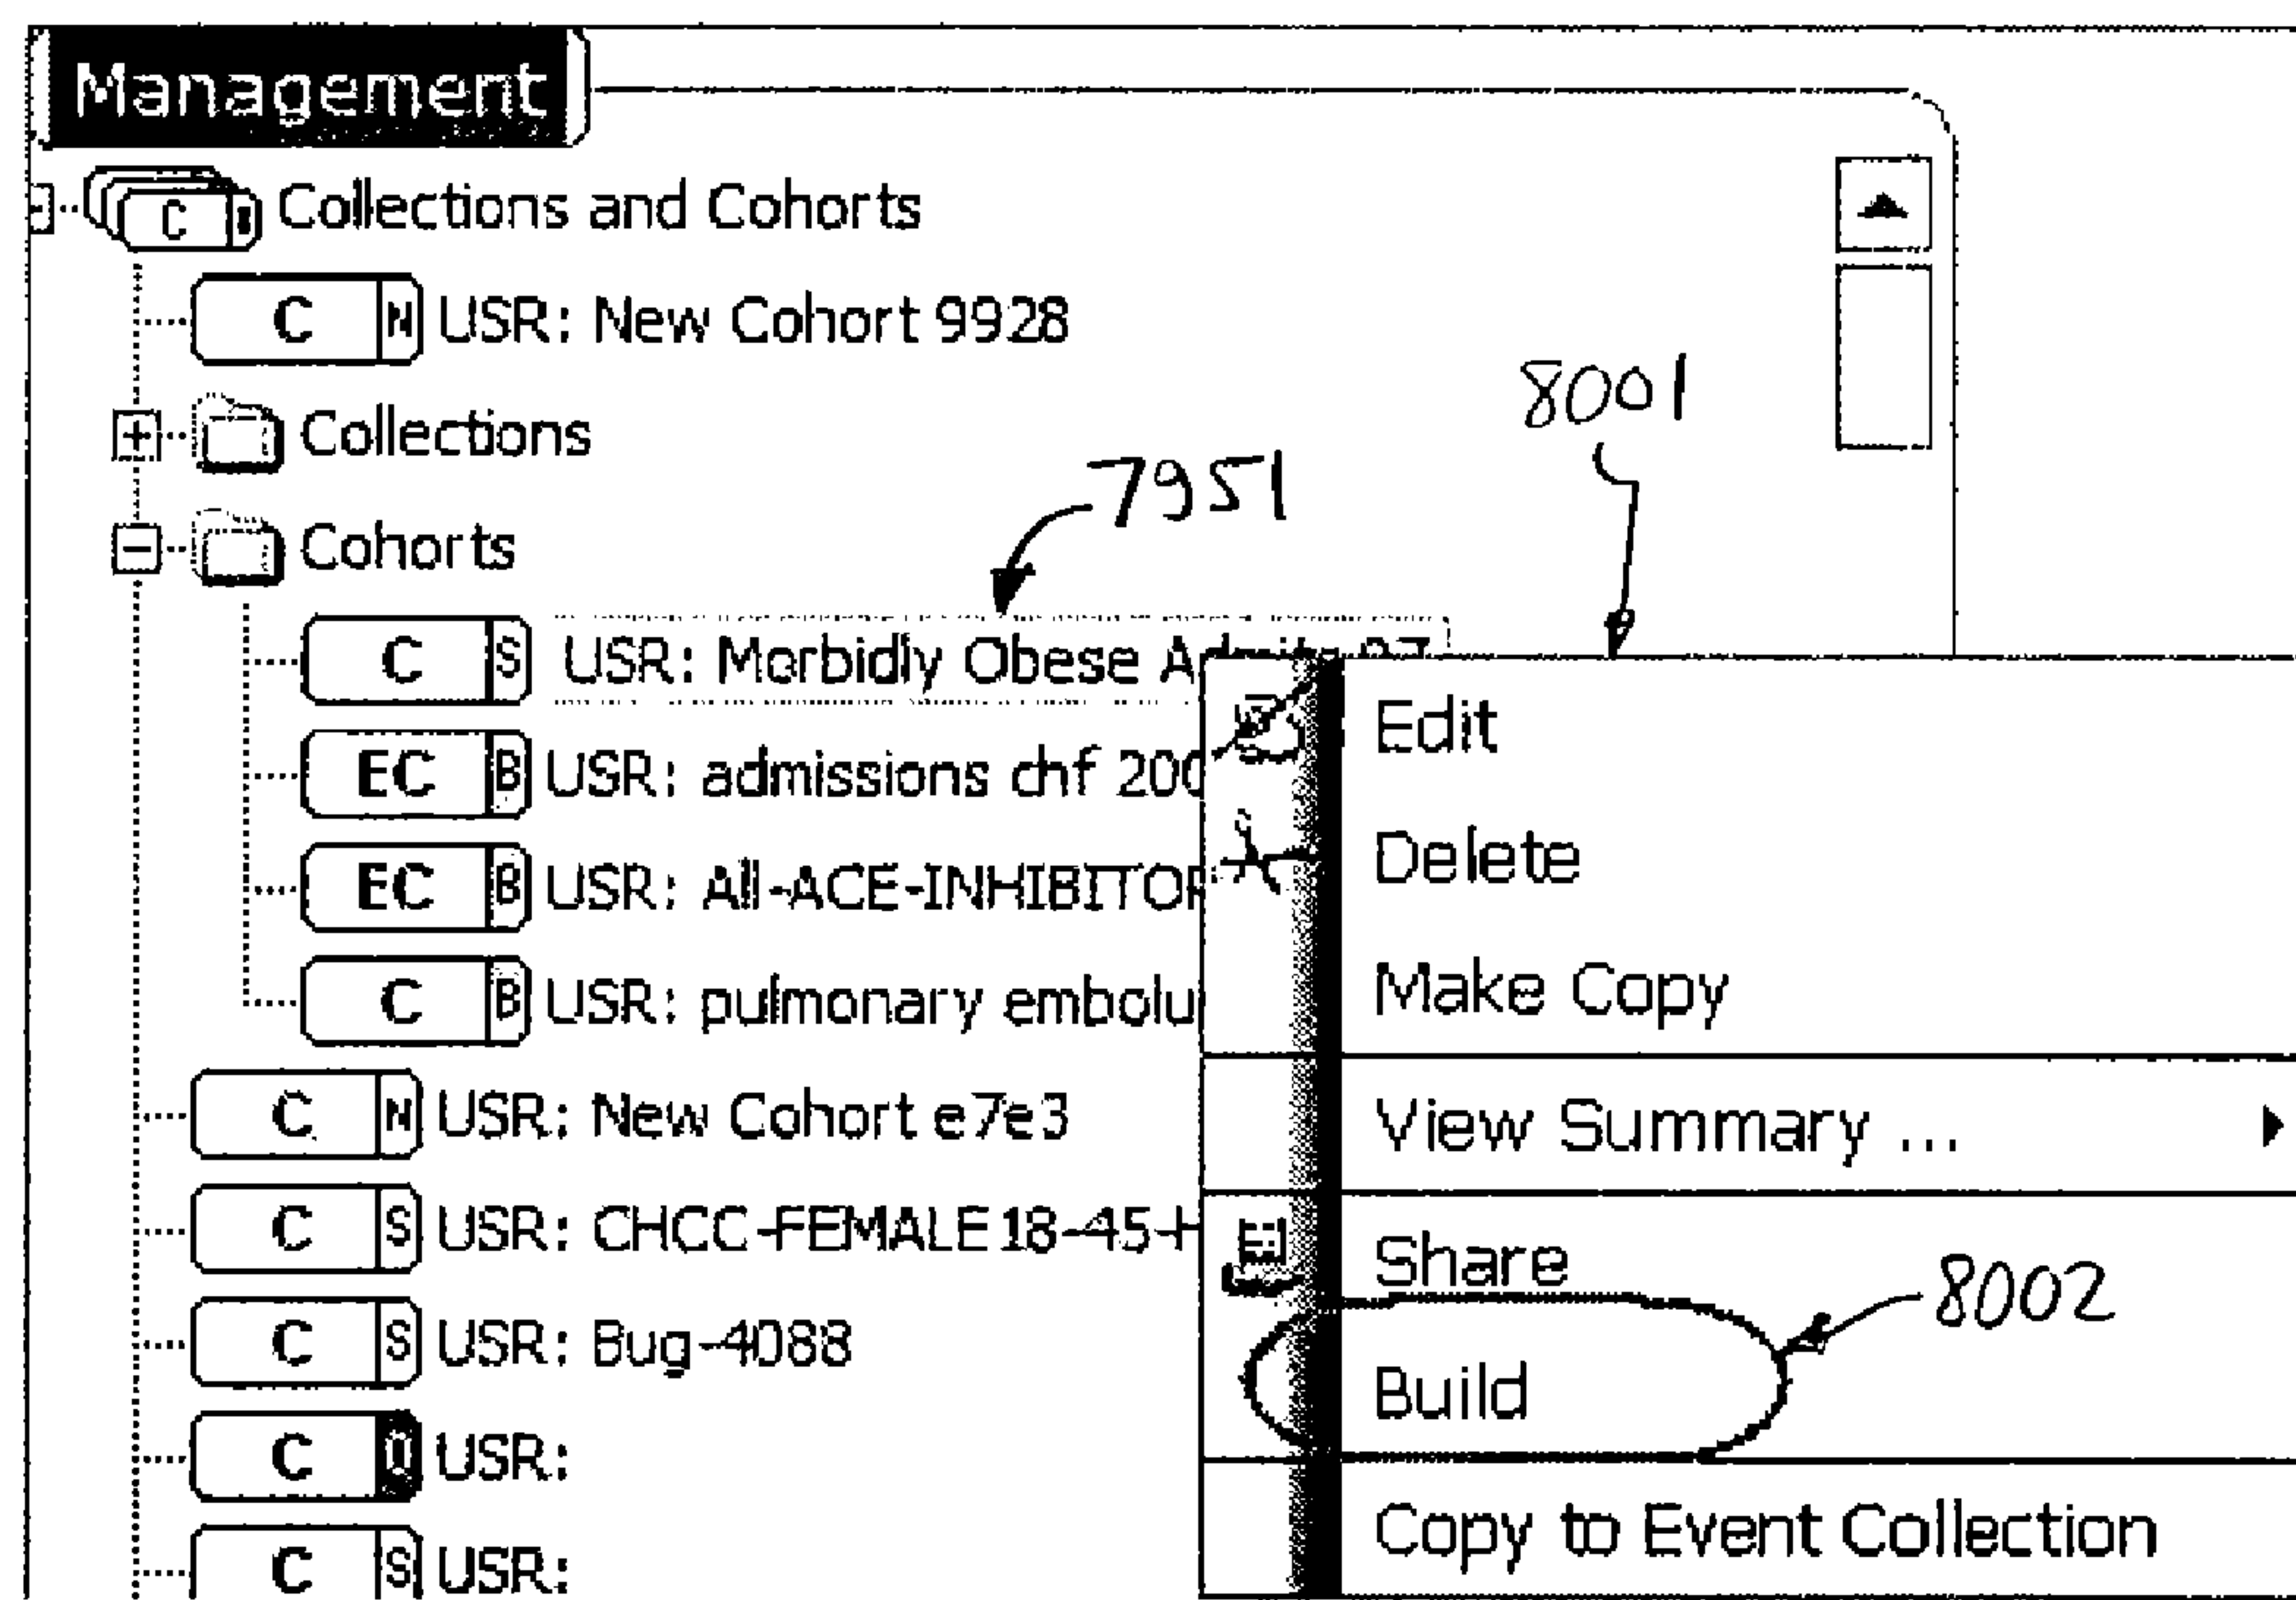 Management
C Collections and Cohorts
C N USR: New Cohort 9928
8001
Collections
7951
Cohorts
C S USR: Morbidly Obese
EC B USR: admissions chf 200
EC B USR: All-ACE-INHIBITOR
C B USR: pulmonary embolu
C N USR: New Cohort e7e3
C S USR: CHCC-FEMALE 18-45-
C S USR: Bug-4088
C USR:
C S USR:
Edit
Delete
Make Copy
View Summary ...
Share
8002
Build
Copy to Event Collection